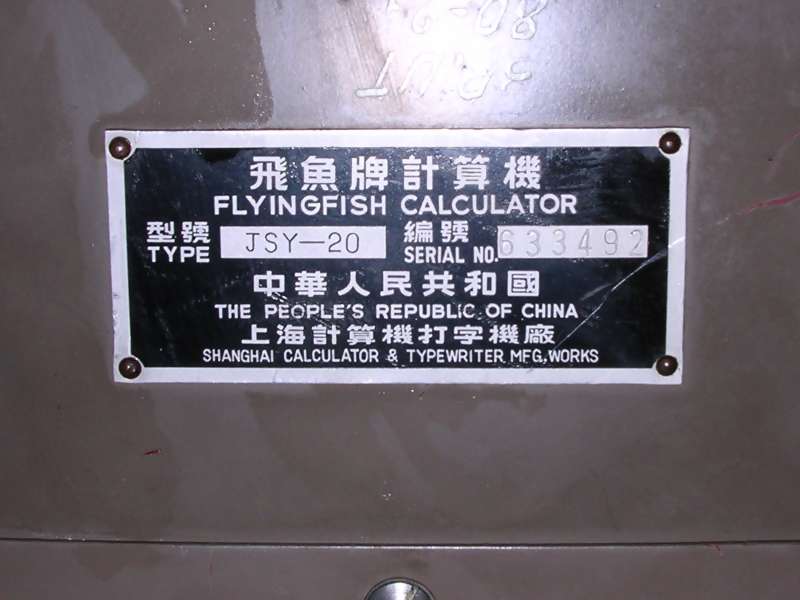 飛魚牌計算機
FLYINGFISH CALCULATOR
型號 JSY-20 編號 633492
TYPE SERIAL NO.
中華人民共和國
THE PEOPLE'S REPUBLIC OF CHINA
上海計算機打字機廠
SHANGHAI CALCULATOR & TYPEWRITER MFG. WORKS